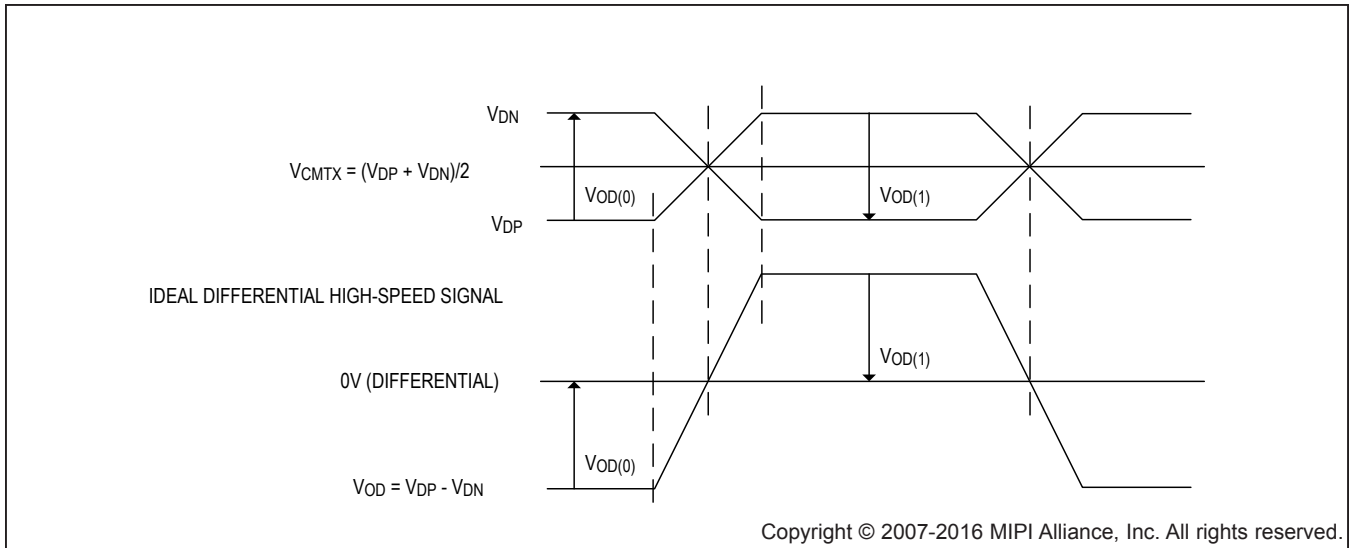 VDN
VCMTX = (VDP + VDN)/2
VOD(0)
VOD(1)
VDP
IDEAL DIFFERENTIAL HIGH-SPEED SIGNAL
VOD(1)
0V (DIFFERENTIAL)
VOD(0)
VOD = VDP - VDN
Copyright © 2007-2016 MIPI Alliance, Inc. All rights reserved.